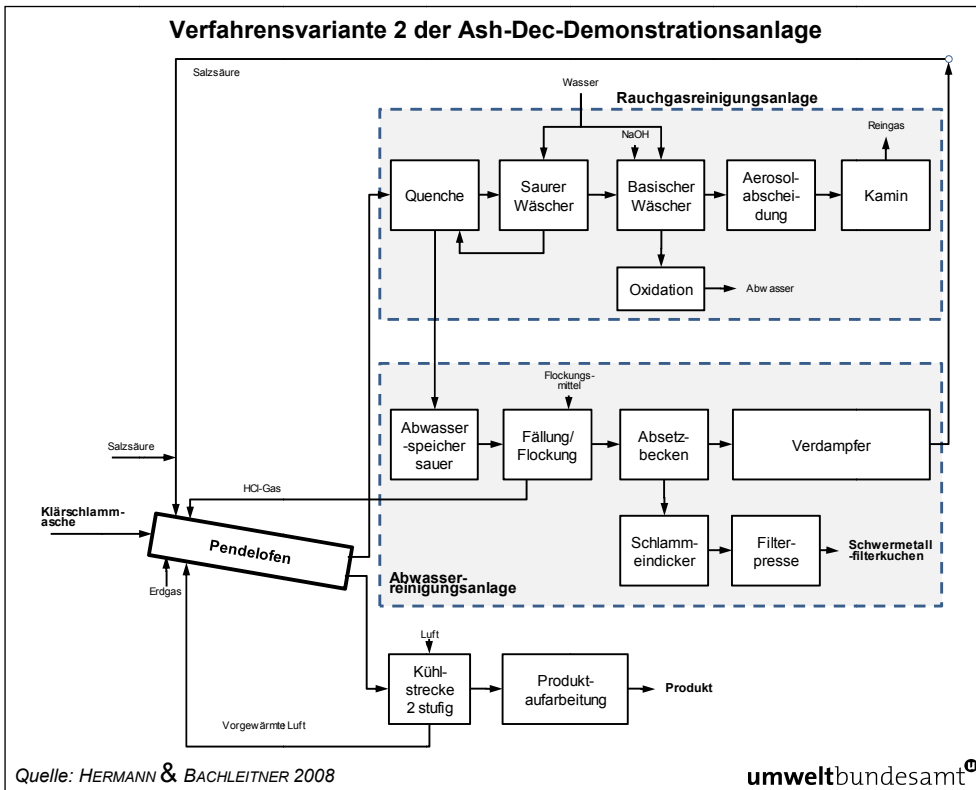 Verfahrensvariante 2 der Ash-Dec-Demonstrationsanlage
Salzsäure
Wasser
Rauchgasreinigungsanlage
NaOH
Reingas
Quenche
Saurer
Wäscher
Basischer
Wäscher
Aerosol-
abschei-
dung
Kamin
Oxidation
Abwasser
Flockungs-
mittel
Abwasser
-speicher
sauer
Fällung/
Flockung
Absetz-
becken
Verdampfer
Salzsäure
HCl-Gas
Klärschlamm-
asche
Pendelofen
Erdgas
Schlamm-
eindicker
Filter-
presse
Schwermetall
-filterkuchen
Abwasser-
reinigungsanlage
Luft
Kühl-
strecke
2 stufig
Produkt-
aufarbeitung
Produkt
Vorgewärmte Luft
Quelle: HERMANN & BACHLEITNER 2008
umweltbundesamt